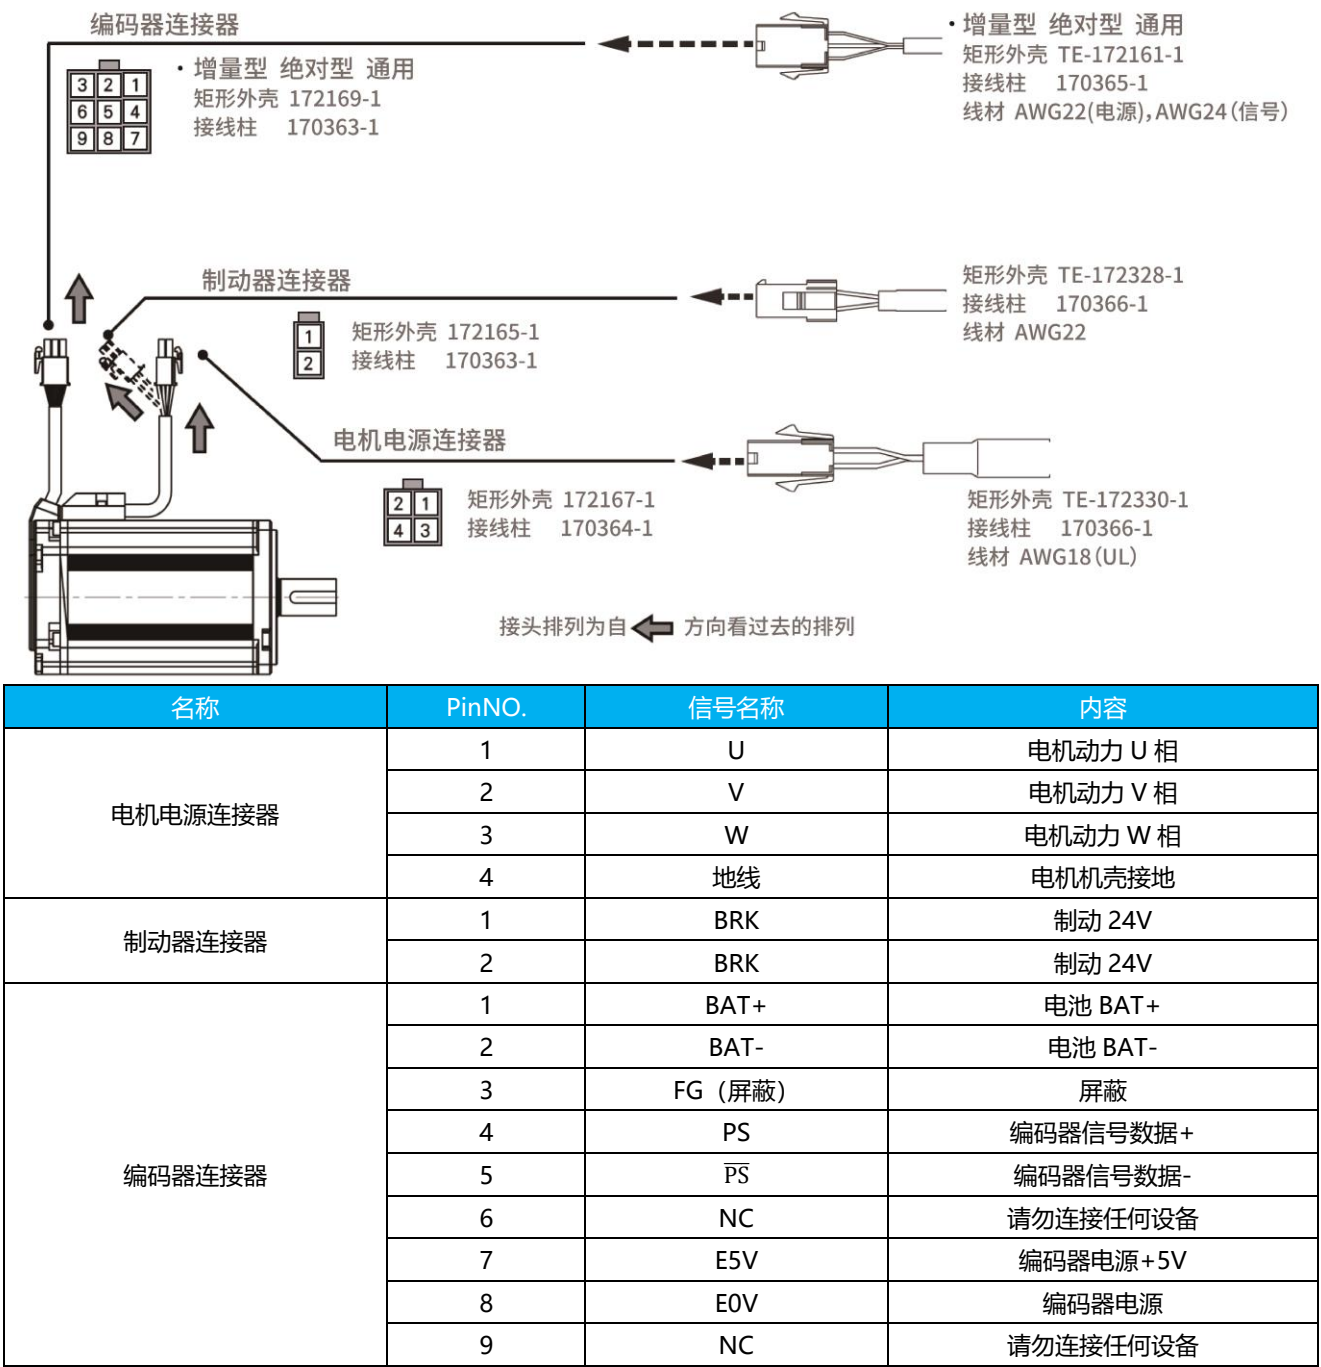 编码器连接器
3 2 1
6 5 4
9 8 7
·增量型 绝对型 通用
矩形外壳 172169-1
接线柱 170363-1
·增量型 绝对型 通用
矩形外壳 TE-172161-1
接线柱 170365-1
线材 AWG22(电源),AWG24(信号)
制动器连接器
1
2
矩形外壳 172165-1
接线柱 170363-1
矩形外壳 TE-172328-1
接线柱 170366-1
线材 AWG22
电机电源连接器
2 1
4 3
矩形外壳 172167-1
接线柱 170364-1
矩形外壳 TE-172330-1
接线柱 170366-1
线材 AWG18(UL)
接头排列为自 方向看过去的排列
名称 PinNO. 信号名称 内容
电机电源连接器
1 U 电机动力 U 相
2 V 电机动力 V 相
3 W 电机动力 W 相
4 地线 电机机壳接地
制动器连接器
1 BRK 制动 24V
2 BRK 制动 24V
编码器连接器
1 BAT+ 电池 BAT+
2 BAT- 电池 BAT-
3 FG（屏蔽） 屏蔽
4 PS 编码器信号数据+
5 P̅S̅ 编码器信号数据-
6 NC 请勿连接任何设备
7 E5V 编码器电源+5V
8 E0V 编码器电源
9 NC 请勿连接任何设备